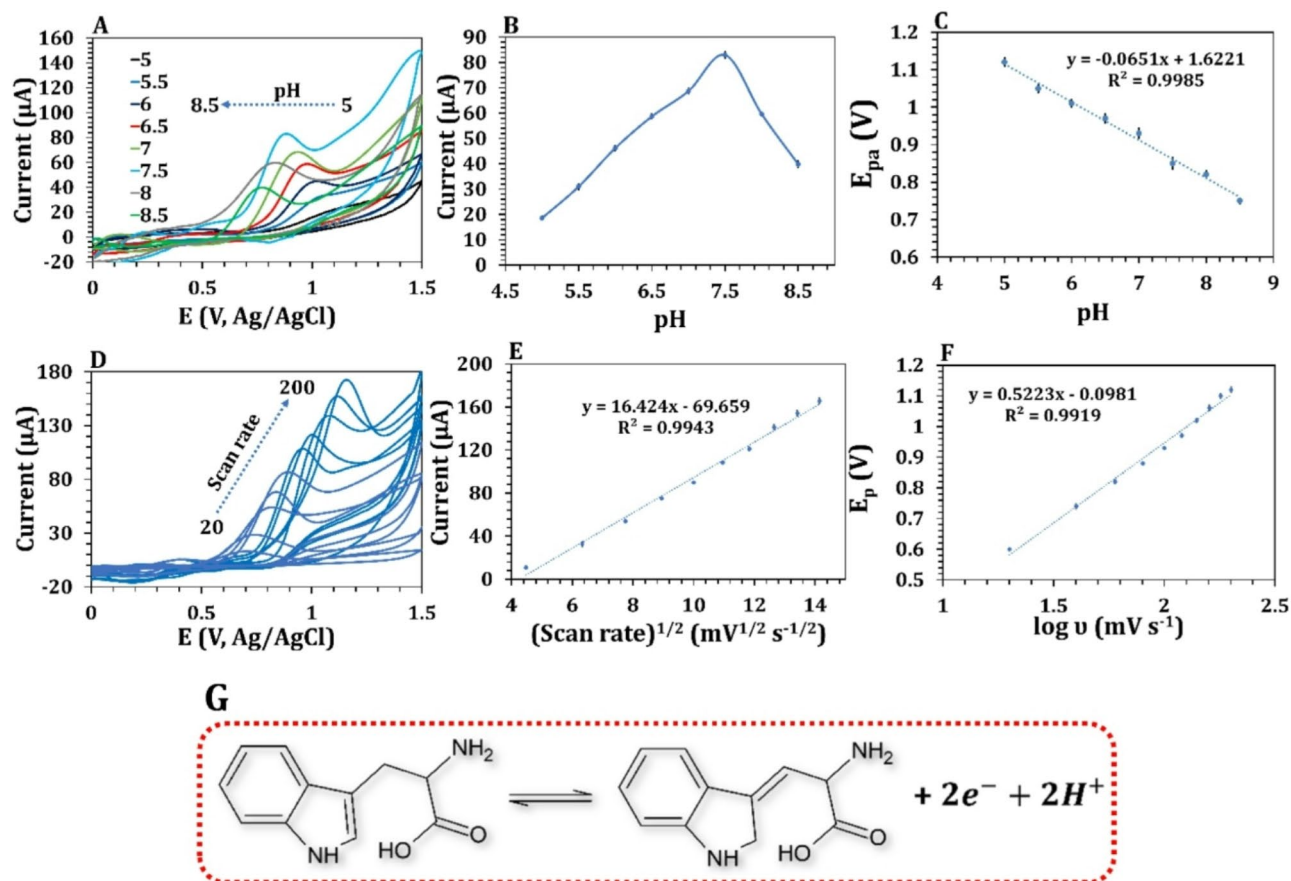 A
160
140
120
100
80
60
40
20
0
-20
Current (µA)
5
5.5
6
6.5
7
7.5
8
8.5
pH
8.5
5
0
0.5
1
1.5
E (V, Ag/AgCl)
B
90
80
70
60
50
40
30
20
10
0
Current (µA)
4.5
5.5
6.5
7.5
8.5
pH
C
1.2
1.1
1
0.9
0.8
0.7
0.6
Epa (V)
y = -0.0651x + 1.6221
R² = 0.9985
4
5
6
7
8
9
pH
D
180
130
80
30
-20
Current (µA)
200
Scan rate
20
0
0.5
1
1.5
E (V, Ag/AgCl)
E
200
160
120
80
40
0
Current (µA)
y = 16.424x - 69.659
R² = 0.9943
4
6
8
10
12
14
(Scan rate)1/2 (mV1/2 s-1/2)
F
1.2
1.1
1
0.9
0.8
0.7
0.6
0.5
Ep (V)
y = 0.5223x - 0.0981
R² = 0.9919
1
1.5
2
2.5
log υ (mV s-1)
G
NH2
O
HO
NH
NH2
O
HO
NH
+ 2e⁻ + 2H⁺